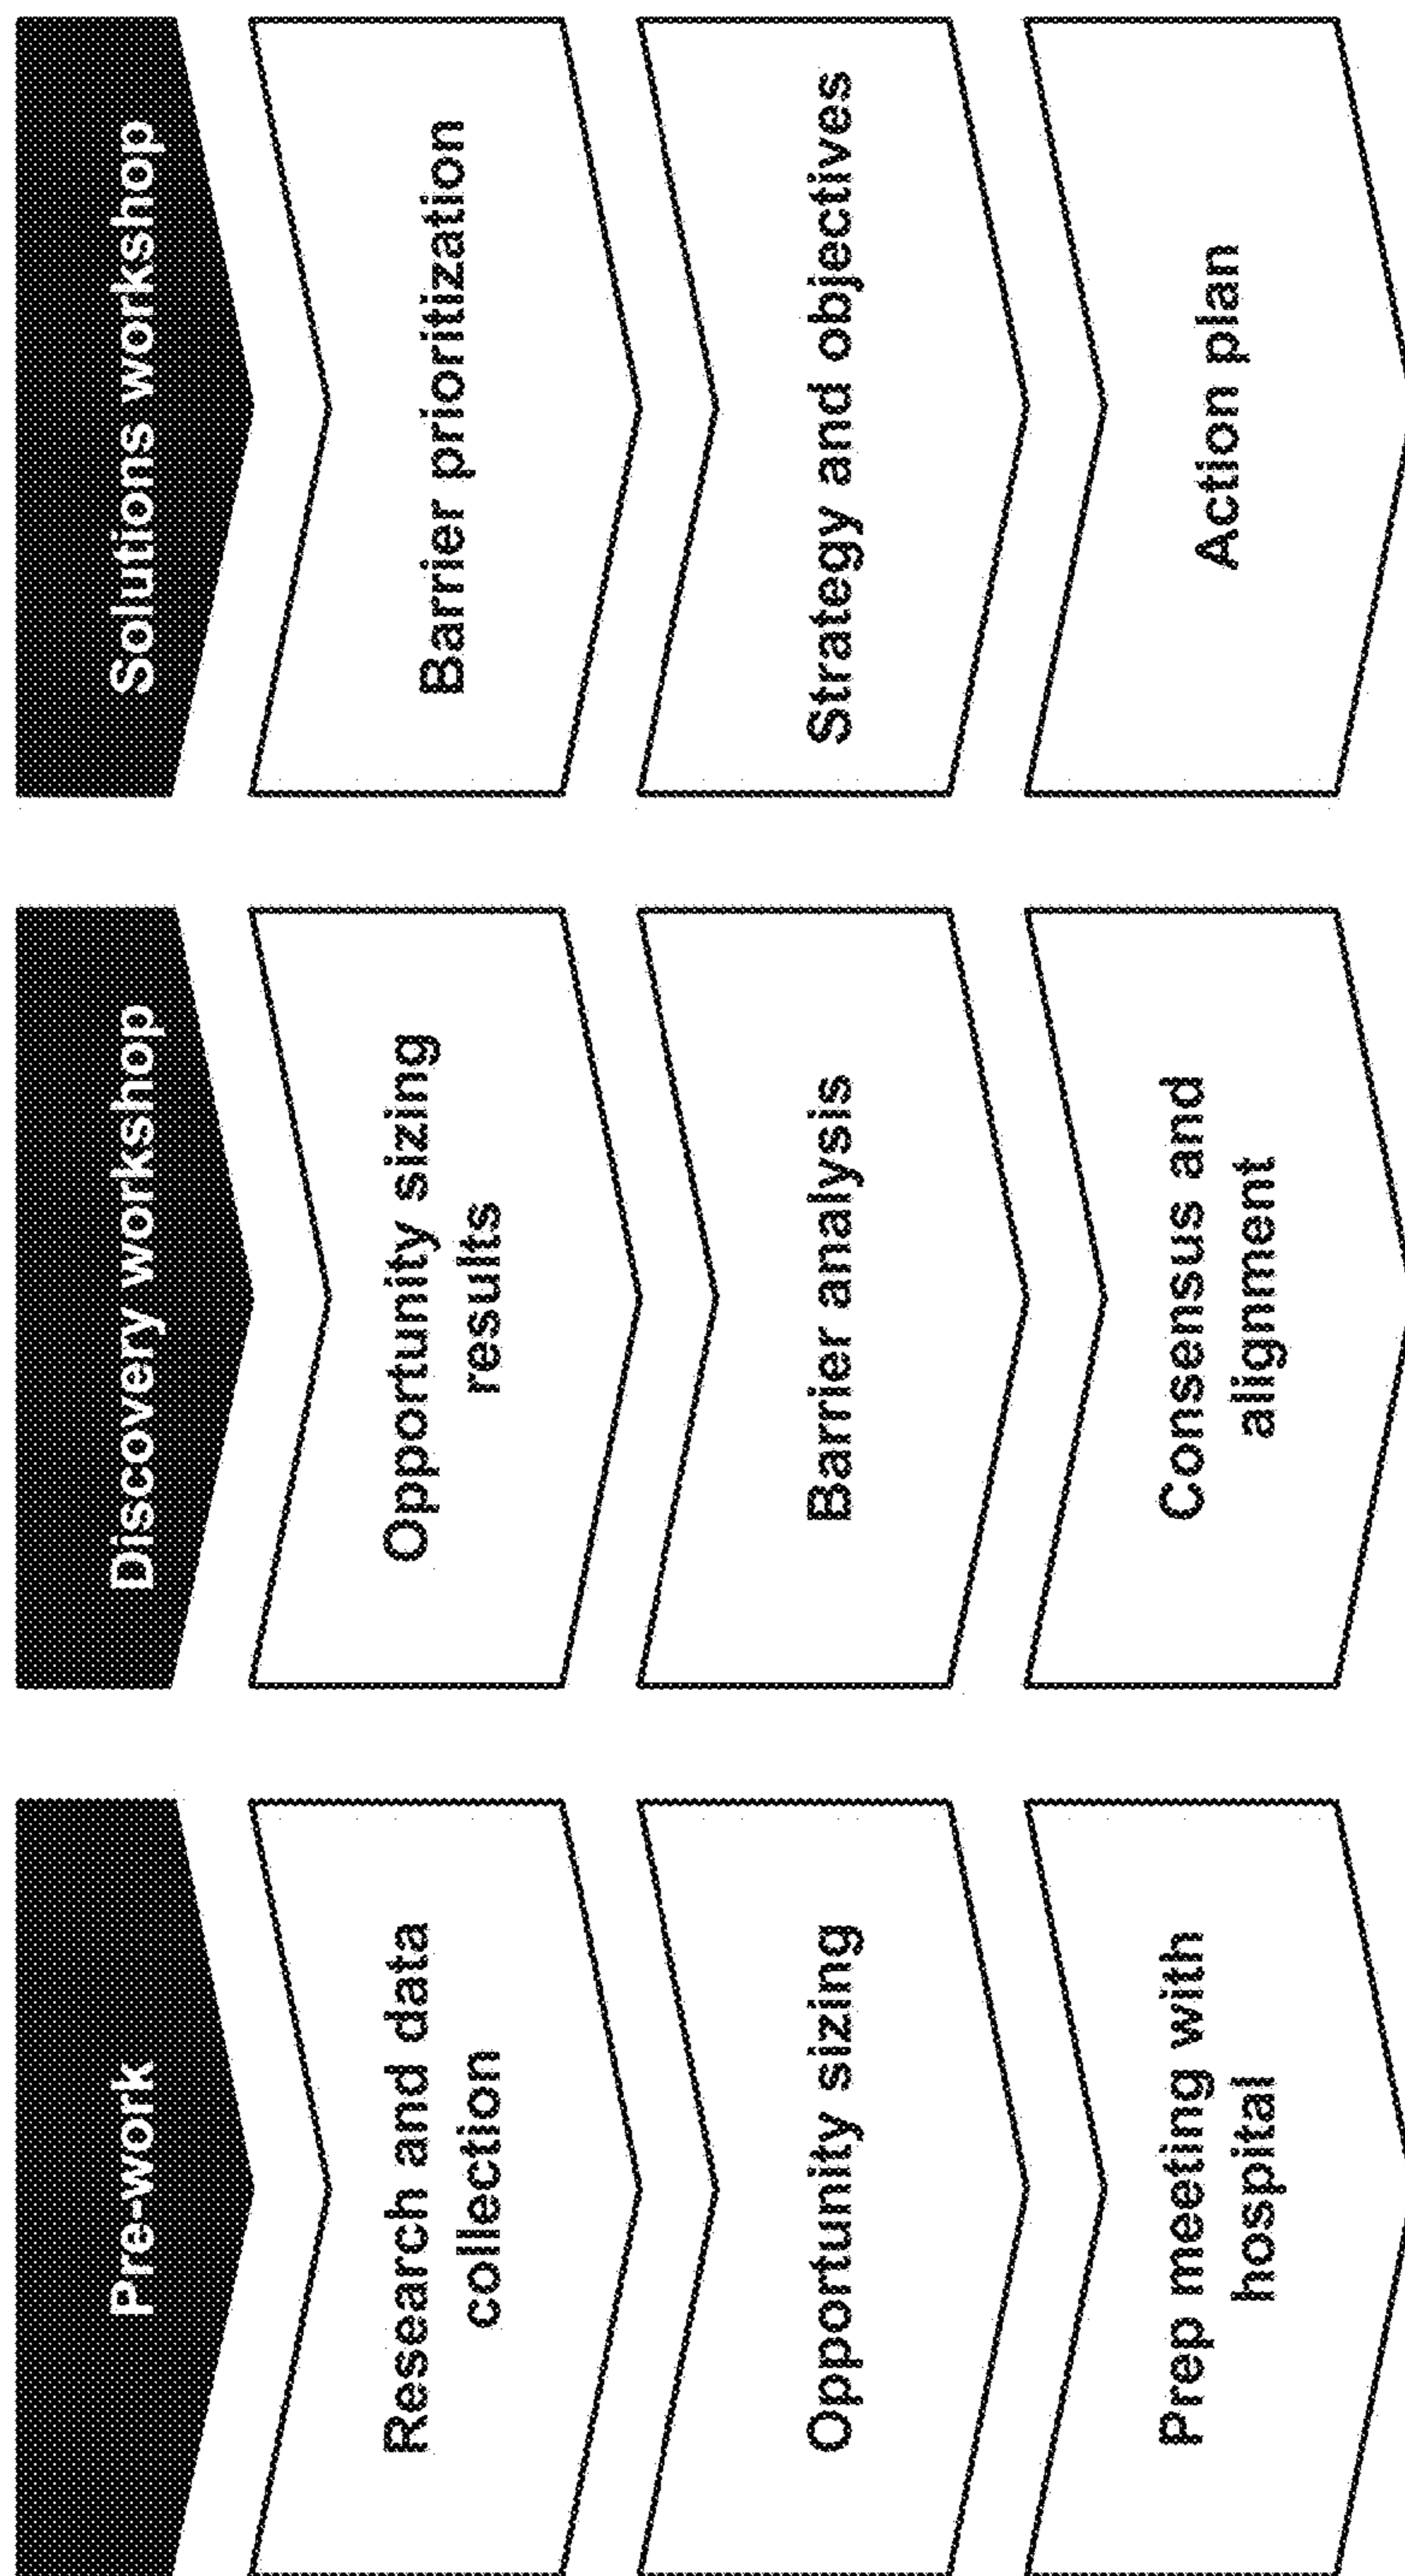 Pre-work
Research and data
collection
Opportunity sizing
Prep meeting with
hospital
Discovery workshop
Opportunity sizing
results
Barrier analysis
Consensus and
alignment
Solutions workshop
Barrier prioritization
Strategy and objectives
Action plan